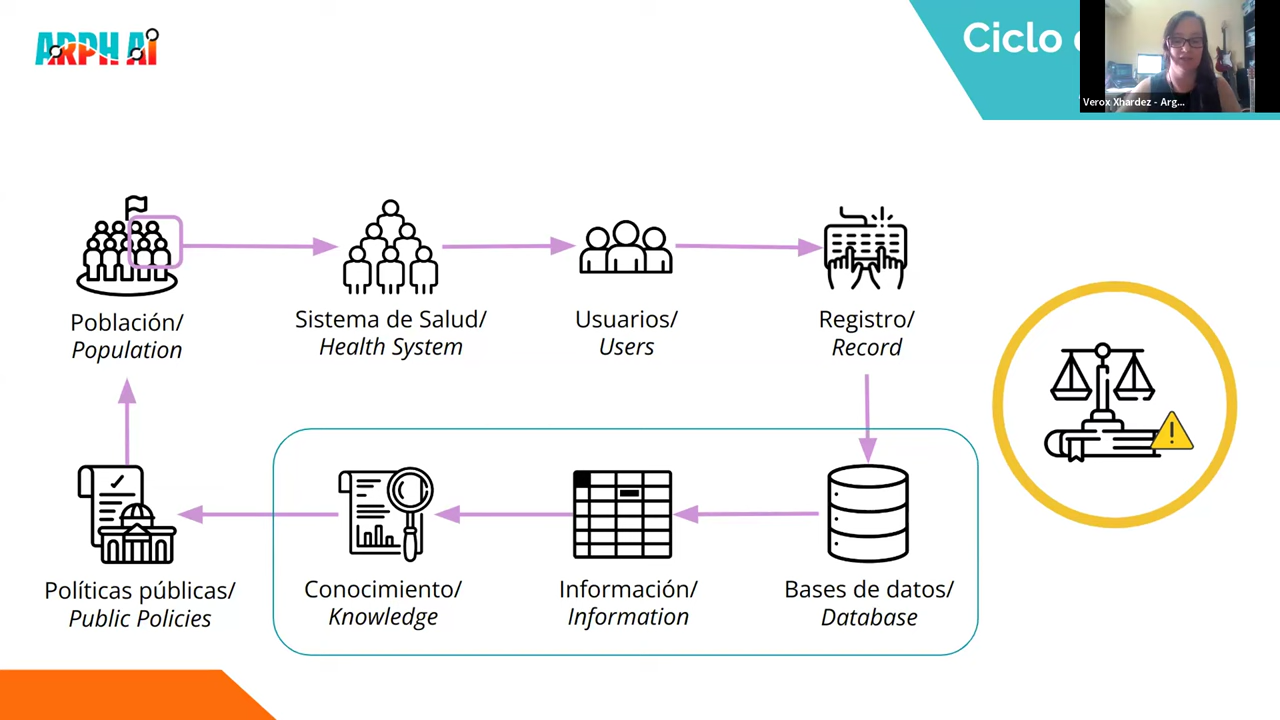 ARPH AI
Ciclo
Verox Xhardez - Arg...
Población/
Population
Sistema de Salud/
Health System
Usuarios/
Users
Registro/
Record
Políticas públicas/
Public Policies
Conocimiento/
Knowledge
Información/
Information
Bases de datos/
Database